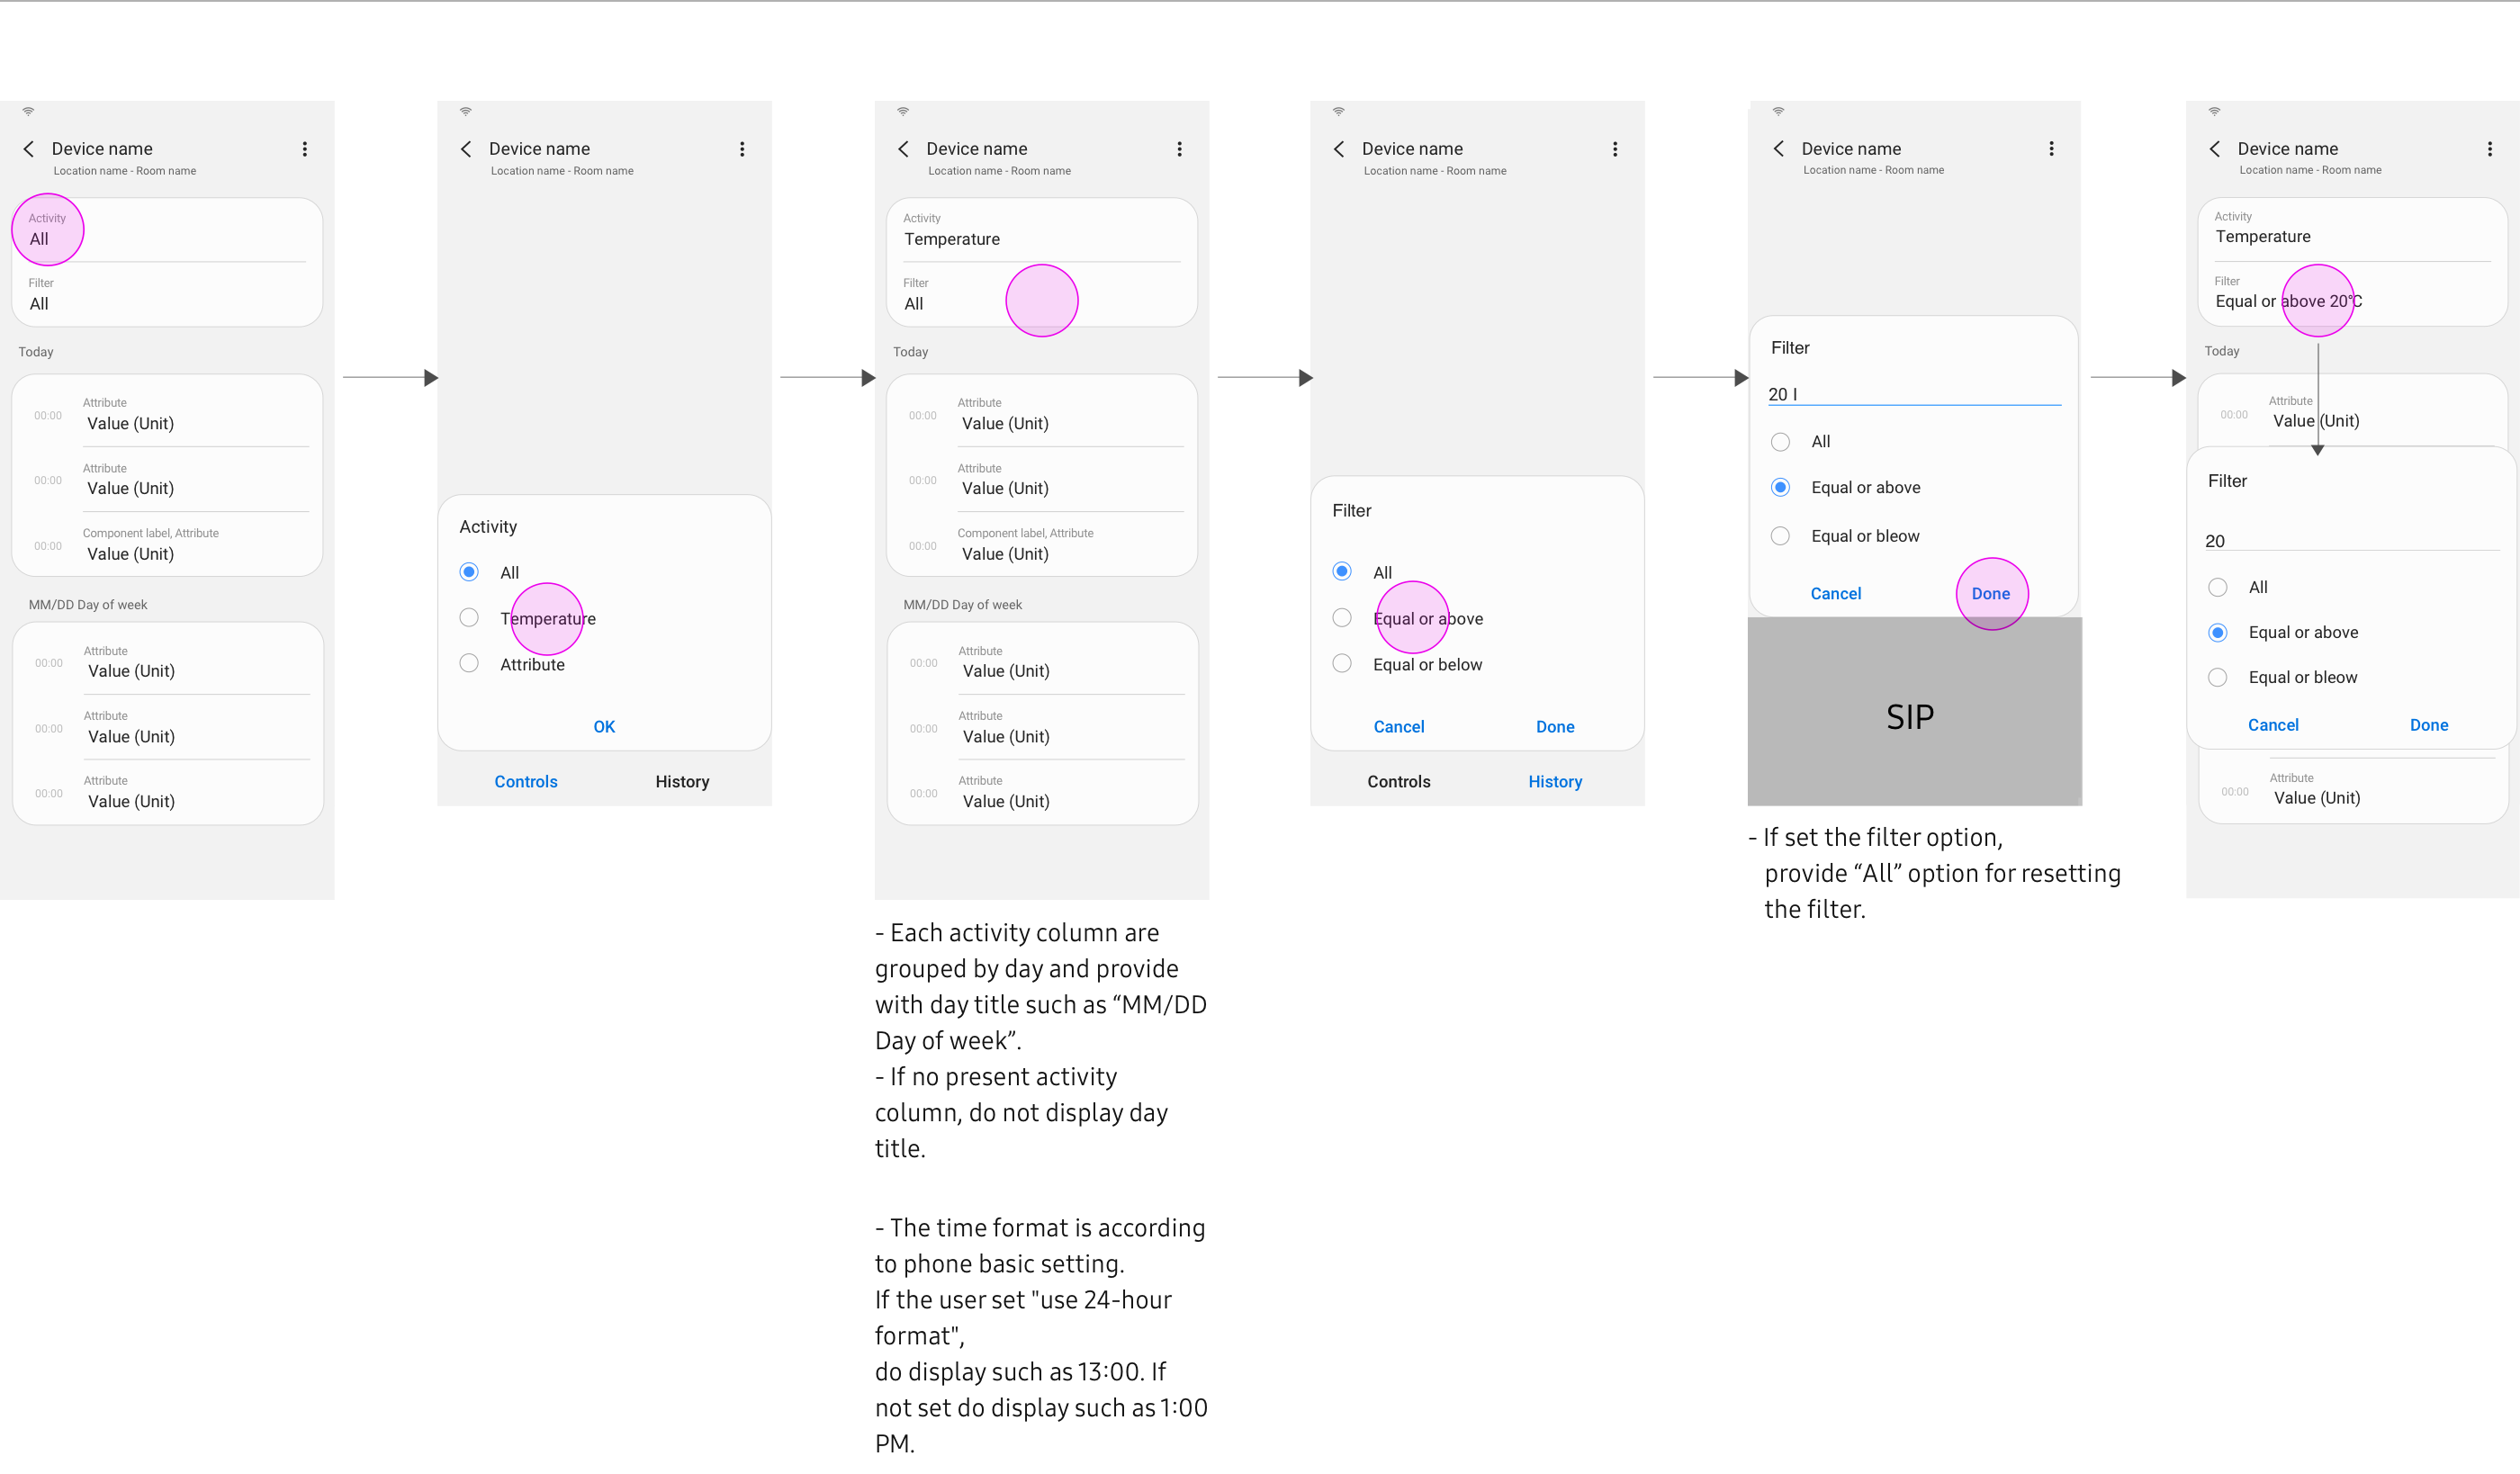 Device name
Location name - Room name
Activity
All
Filter
All
Today
00:00
Attribute
Value (Unit)
00:00
Attribute
Value (Unit)
00:00
Component label, Attribute
Value (Unit)
MM/DD Day of week
00:00
Attribute
Value (Unit)
00:00
Attribute
Value (Unit)
00:00
Attribute
Value (Unit)
Device name
Location name - Room name
Activity
All
Temperature
Attribute
OK
Controls
History
Device name
Location name - Room name
Activity
Temperature
Filter
All
Today
00:00
Attribute
Value (Unit)
00:00
Attribute
Value (Unit)
00:00
Component label, Attribute
Value (Unit)
MM/DD Day of week
00:00
Attribute
Value (Unit)
00:00
Attribute
Value (Unit)
00:00
Attribute
Value (Unit)
- Each activity column are
grouped by day and provide
with day title such as “MM/DD
Day of week”.
- If no present activity
column, do not display day
title.
- The time format is according
to phone basic setting.
If the user set "use 24-hour
format",
do display such as 13:00. If
not set do display such as 1:00
PM.
Device name
Location name - Room name
Filter
All
Equal or above
Equal or below
Cancel
Done
Controls
History
Device name
Location name - Room name
Filter
20 I
All
Equal or above
Equal or bleow
Cancel
Done
SIP
- If set the filter option,
provide “All” option for resetting
the filter.
Device name
Location name - Room name
Activity
Temperature
Filter
Equal or above 20℃
Today
00:00
Attribute
Value (Unit)
Filter
20
All
Equal or above
Equal or bleow
Cancel
Done
00:00
Attribute
Value (Unit)